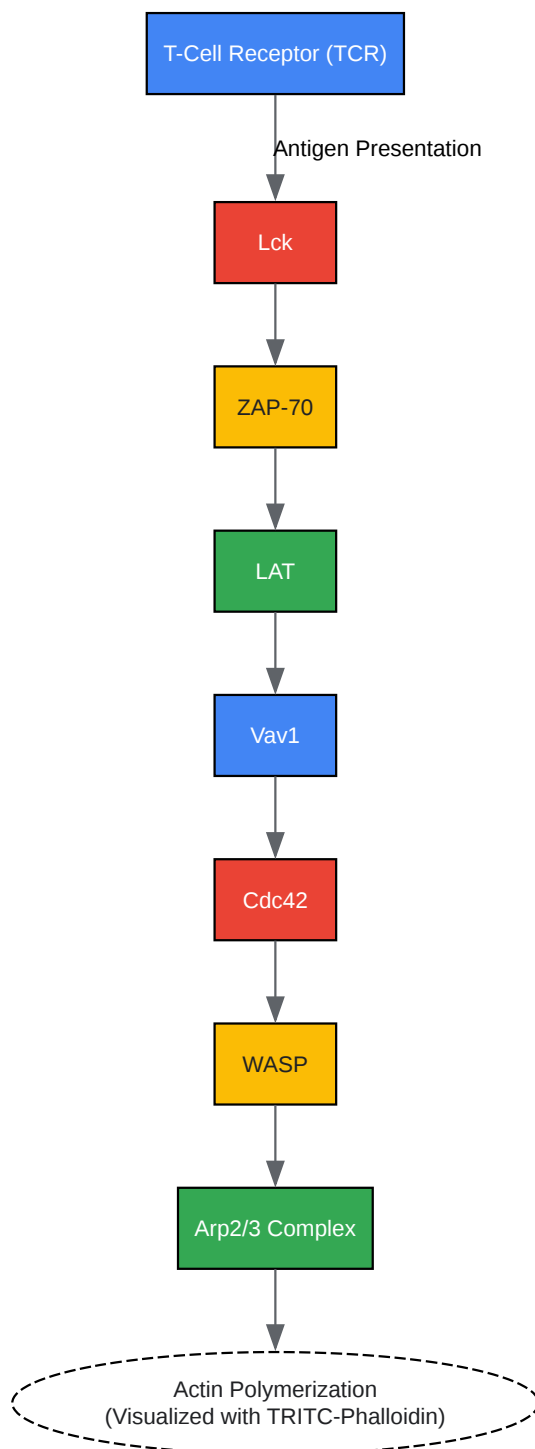 T-Cell Receptor (TCR)
Antigen Presentation
Lck
ZAP-70
LAT
Vav1
Cdc42
WASP
Arp2/3 Complex
Actin Polymerization
(Visualized with TRITC-Phalloidin)